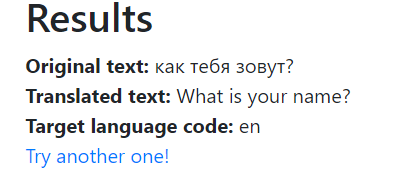 Results
Original text: как тебя зовут?
Translated text: What is your name?
Target language code: en
Try another one!